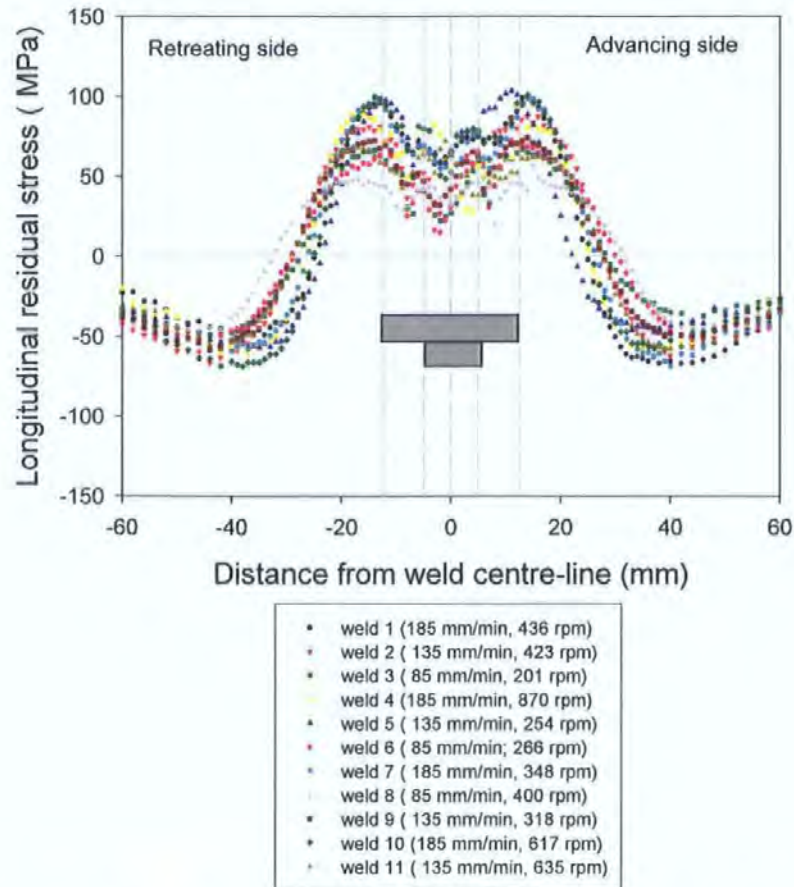 Retreating side
Advancing side
Longitudinal residual stress ( MPa)
150
100
50
0
-50
-100
-150
-60
-40
-20
0
20
40
60
Distance from weld centre-line (mm)
weld 1 (185 mm/min, 436 rpm)
weld 2 ( 135 mm/min, 423 rpm)
weld 3 ( 85 mm/min, 201 rpm)
weld 4 (185 mm/min, 870 rpm)
weld 5 ( 135 mm/min, 254 rpm)
weld 6 ( 85 mm/min; 266 rpm)
weld 7 ( 185 mm/min, 348 rpm)
weld 8 ( 85 mm/min, 400 rpm)
weld 9 ( 135 mm/min, 318 rpm)
weld 10 (185 mm/min, 617 rpm)
weld 11 ( 135 mm/min, 635 rpm)